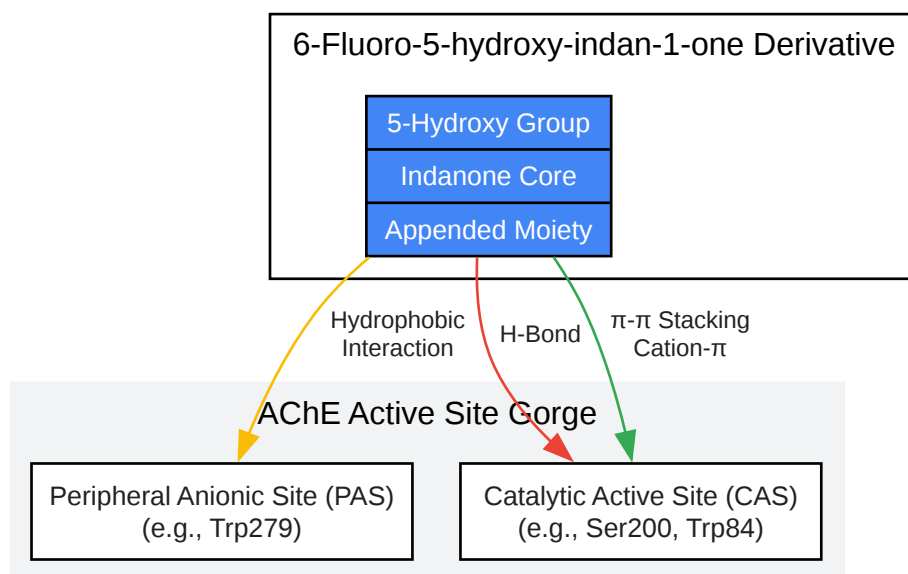 6-Fluoro-5-hydroxy-indan-1-one Derivative
5-Hydroxy Group
Indanone Core
Appended Moiety
Hydrophobic
Interaction
H-Bond
π-π Stacking
Cation-π
AChE Active Site Gorge
Peripheral Anionic Site (PAS)
(e.g., Trp279)
Catalytic Active Site (CAS)
(e.g., Ser200, Trp84)